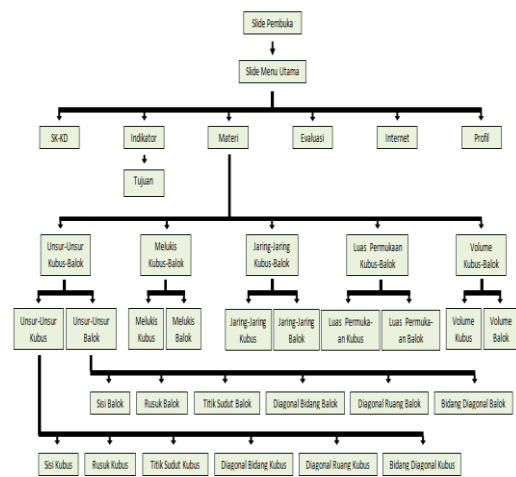 Slide Pembuka
Slide Menu Utama
SK-KD
Indikator
Materi
Evaluasi
Internet
Profil
Tujuan
Unsur-Unsur
Kubus-Balok
Melukis
Kubus-Balok
Jaring-Jaring
Kubus-Balok
Luas Permukaan
Kubus-Balok
Volume
Kubus-Balok
Unsur-Unsur
Kubus
Unsur-Unsur
Balok
Melukis
Kubus
Melukis
Balok
Jaring-Jaring
Kubus
Jaring-Jaring
Balok
Luas Permuka-
an Kubus
Luas Permuka-
an Balok
Volume
Kubus
Volume
Balok
Sisi Balok
Rusuk Balok
Titik Sudut Balok
Diagonal Bidang Balok
Diagonal Ruang Balok
Bidang Diagonal Balok
Sisi Kubus
Rusuk Kubus
Titik Sudut Kubus
Diagonal Bidang Kubus
Diagonal Ruang Kubus
Bidang Diagonal Kubus